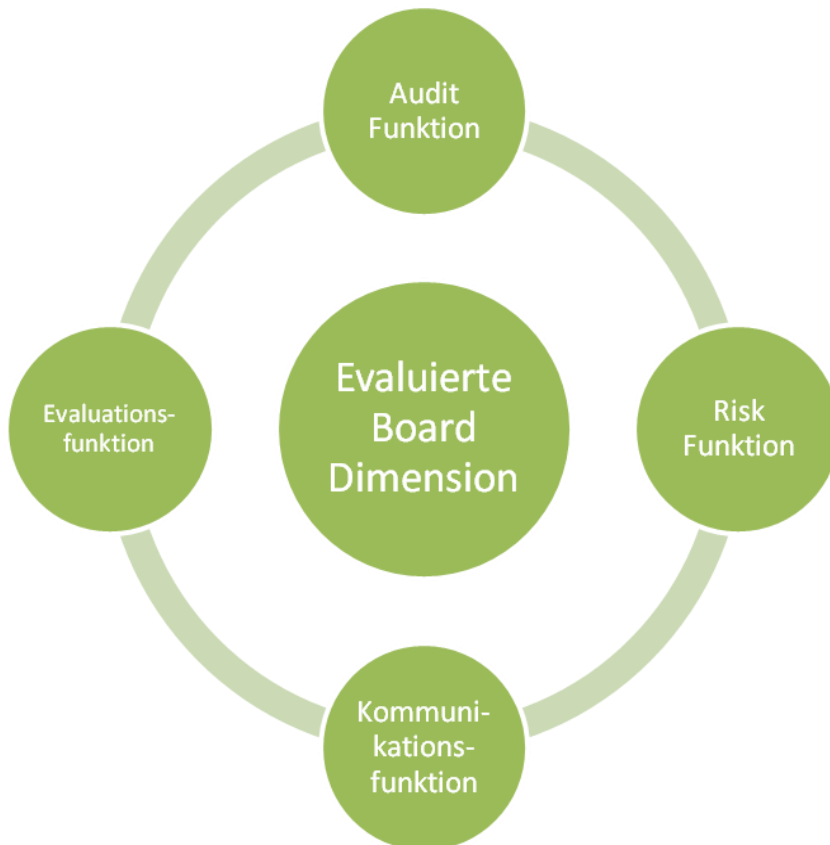 Audit
Funktion
Evaluierte
Board
Dimension
Evaluations-
funktion
Risk
Funktion
Kommuni-
kations-
funktion